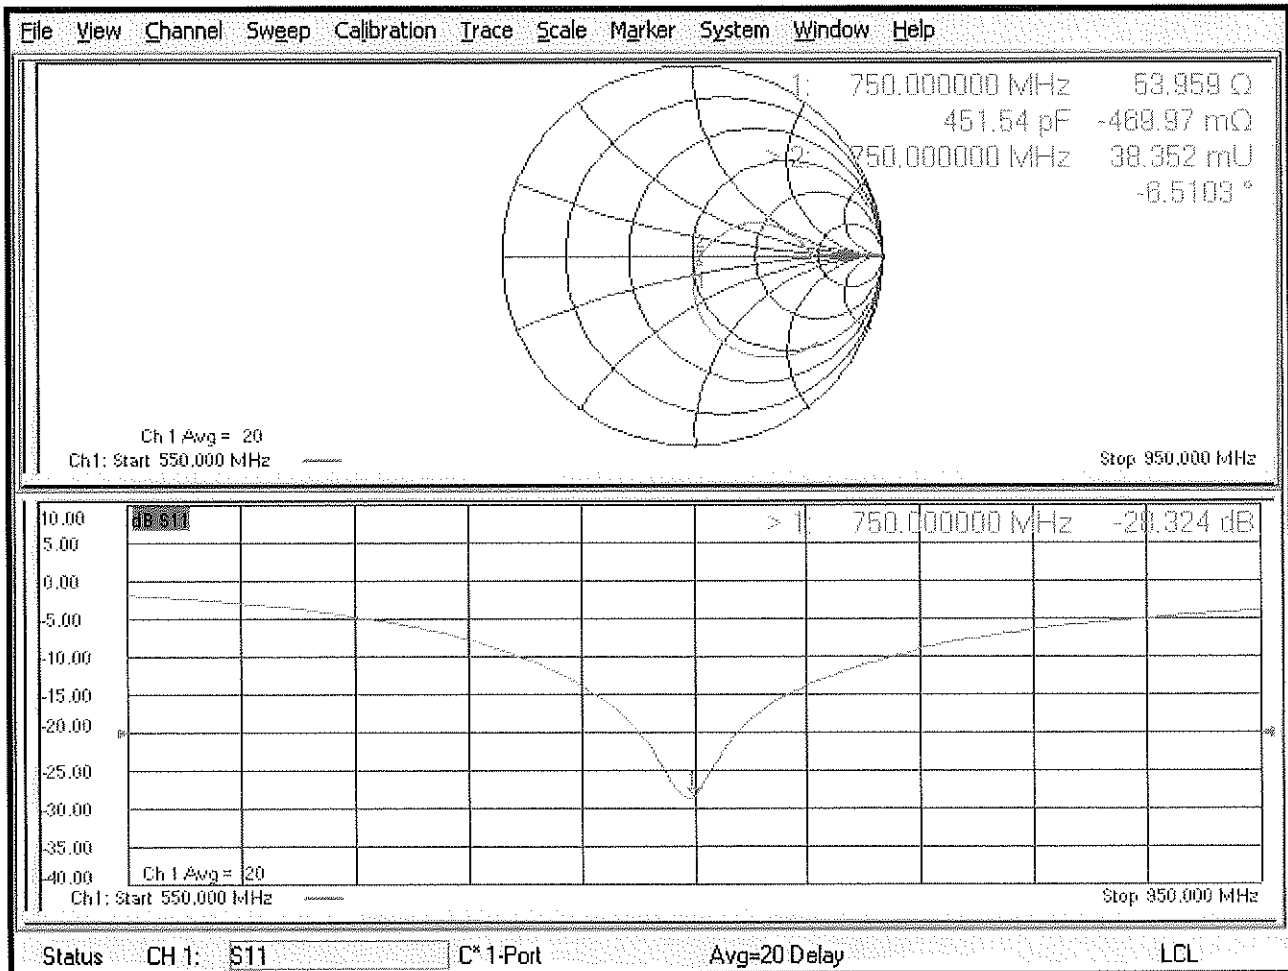 File View Channel Sweep Calibration Trace Scale Marker System Window Help
1: 750.000000 MHz 53.959 Ω
451.54 pF -469.97 mΩ
> 2: 750.000000 MHz 38.352 mU
-6.5103 °
Ch 1 Avg = 20
Ch1: Start 550.000 MHz
Stop 950.000 MHz
10.00
dB S11
> 1: 750.000000 MHz -28.324 dB
5.00
0.00
-5.00
-10.00
-15.00
-20.00
-25.00
1
-30.00
-35.00
-40.00
Ch 1 Avg = 20
Ch1: Start 550.000 MHz
Stop 950.000 MHz
Status CH 1: S11 C* 1-Port Avg=20 Delay LCL